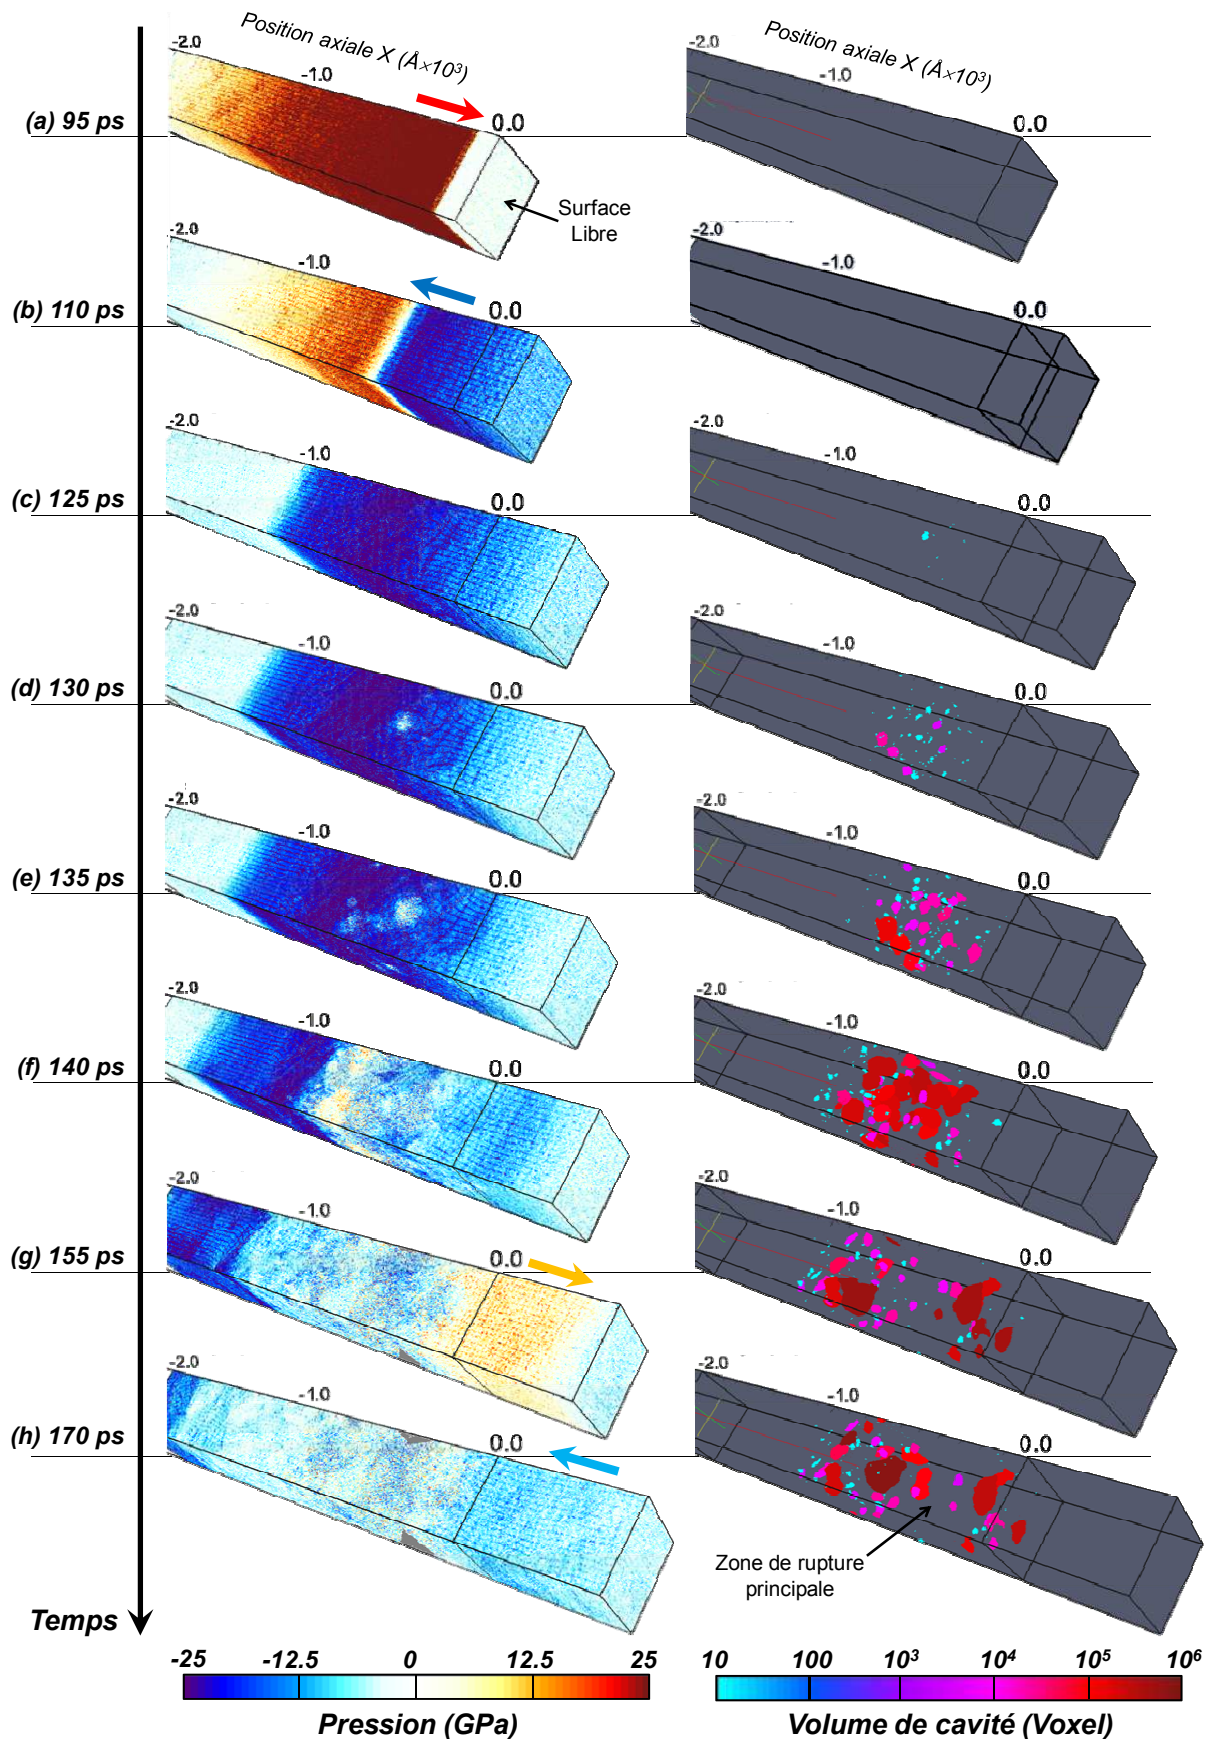 Position axiale X (Å×10³)
Position axiale X (Å×10³)
-2.0
-1.0
0.0
-2.0
-1.0
0.0
(a) 95 ps
Surface
Libre
-2.0
-1.0
0.0
-2.0
-1.0
0.0
(b) 110 ps
-2.0
-1.0
0.0
-2.0
-1.0
0.0
(c) 125 ps
-2.0
-1.0
0.0
-2.0
-1.0
0.0
(d) 130 ps
-2.0
-1.0
0.0
-2.0
-1.0
0.0
(e) 135 ps
-2.0
-1.0
0.0
-2.0
-1.0
0.0
(f) 140 ps
-2.0
-1.0
0.0
-2.0
-1.0
0.0
(g) 155 ps
-2.0
-1.0
0.0
-2.0
-1.0
0.0
(h) 170 ps
Zone de rupture
principale
Temps
-25 -12.5 0 12.5 25
Pression (GPa)
10 100 10³ 10⁴ 10⁵ 10⁶
Volume de cavité (Voxel)